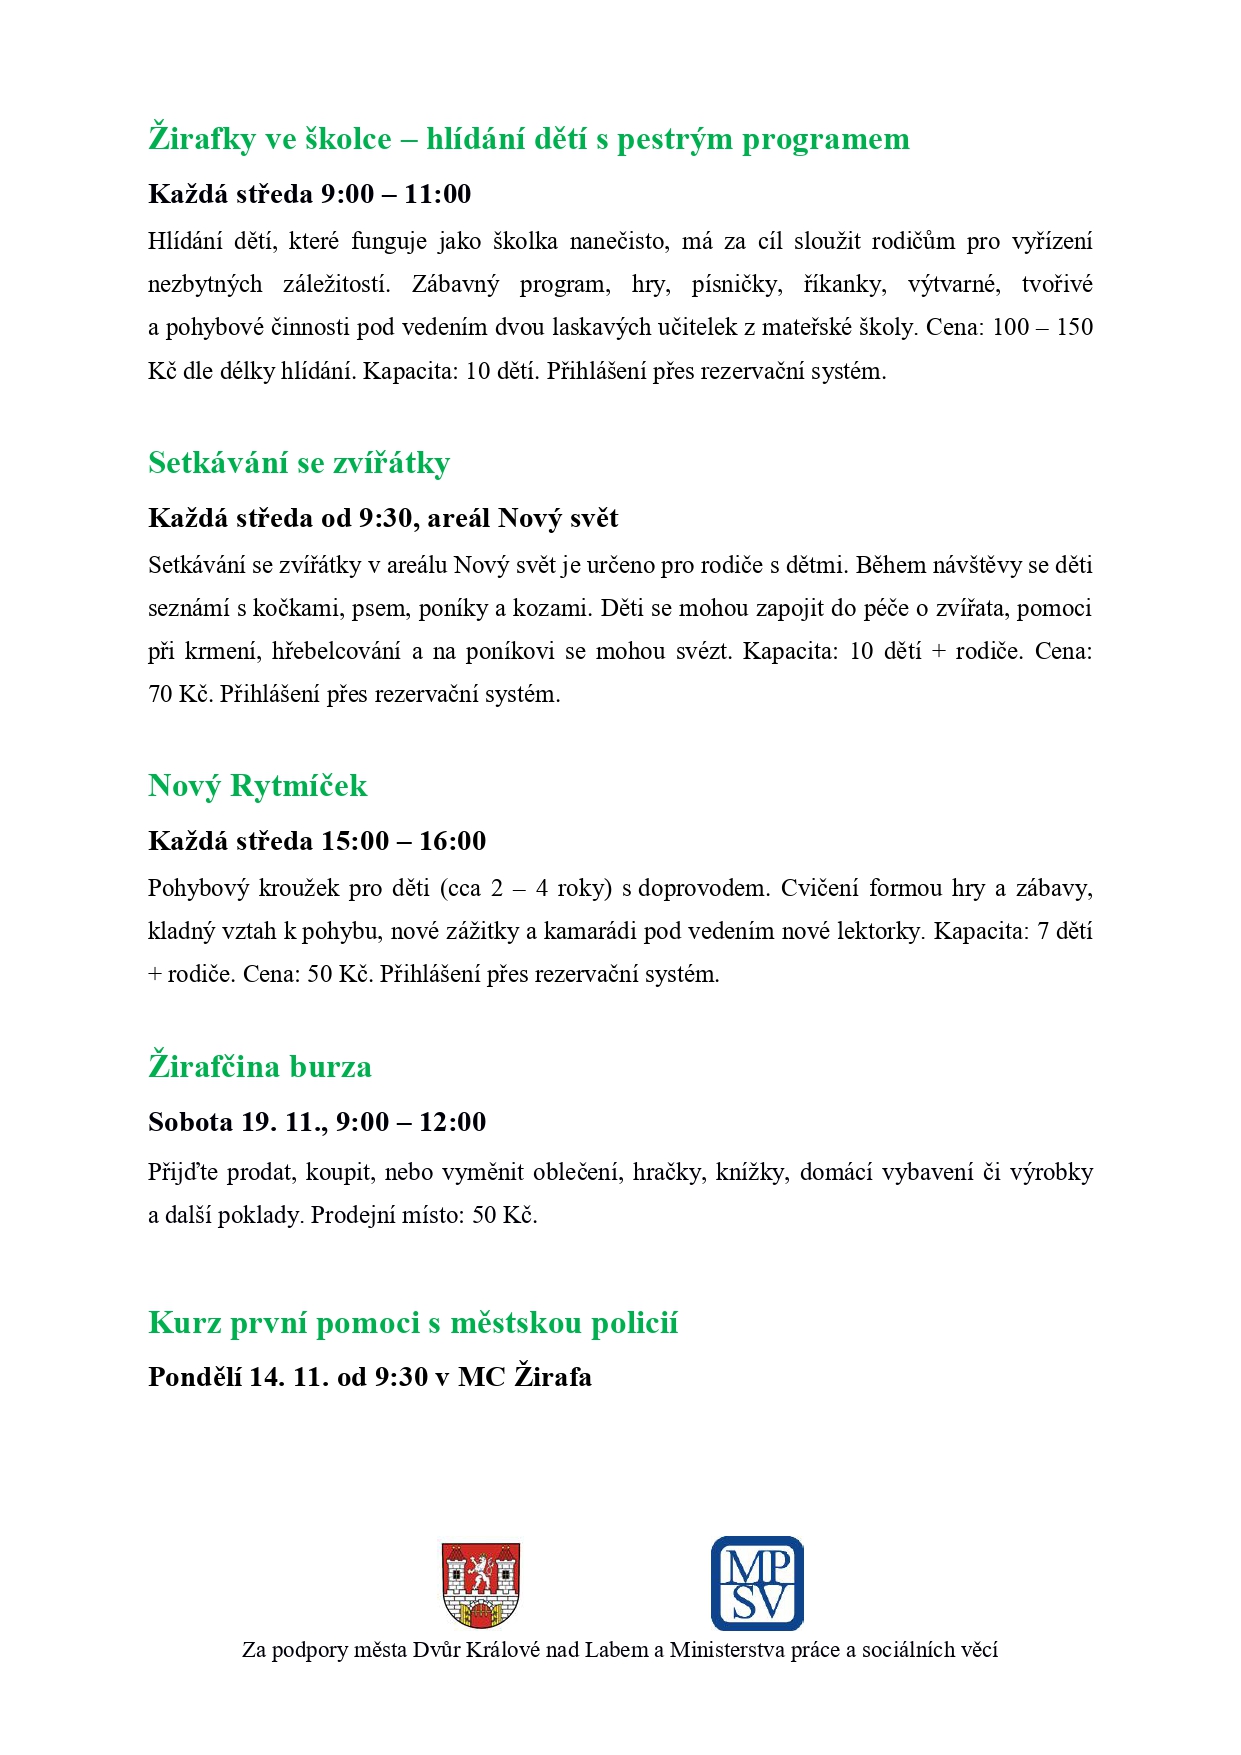 Žirafky ve školce – hlídání dětí s pestrým programem
Každá středa 9:00 – 11:00
Hlídání dětí, které funguje jako školka nanečisto, má za cíl sloužit rodičům pro vyřízení
nezbytných záležitostí. Zábavný program, hry, písničky, říkanky, výtvarné, tvořivé
a pohybové činnosti pod vedením dvou laskavých učitelek z mateřské školy. Cena: 100 – 150
Kč dle délky hlídání. Kapacita: 10 dětí. Přihlášení přes rezervační systém.
Setkávání se zvířátky
Každá středa od 9:30, areál Nový svět
Setkávání se zvířátky v areálu Nový svět je určeno pro rodiče s dětmi. Během návštěvy se děti
seznámí s kočkami, psem, poníky a kozami. Děti se mohou zapojit do péče o zvířata, pomoci
při krmení, hřebelcování a na poníkovi se mohou svézt. Kapacita: 10 dětí + rodiče. Cena:
70 Kč. Přihlášení přes rezervační systém.
Nový Rytmíček
Každá středa 15:00 – 16:00
Pohybový kroužek pro děti (cca 2 – 4 roky) s doprovodem. Cvičení formou hry a zábavy,
kladný vztah k pohybu, nové zážitky a kamarádi pod vedením nové lektorky. Kapacita: 7 dětí
+ rodiče. Cena: 50 Kč. Přihlášení přes rezervační systém.
Žirafčina burza
Sobota 19. 11., 9:00 – 12:00
Přijďte prodat, koupit, nebo vyměnit oblečení, hračky, knížky, domácí vybavení či výrobky
a další poklady. Prodejní místo: 50 Kč.
Kurz první pomoci s městskou policií
Pondělí 14. 11. od 9:30 v MC Žirafa
MP
SV
Za podpory města Dvůr Králové nad Labem a Ministerstva práce a sociálních věcí